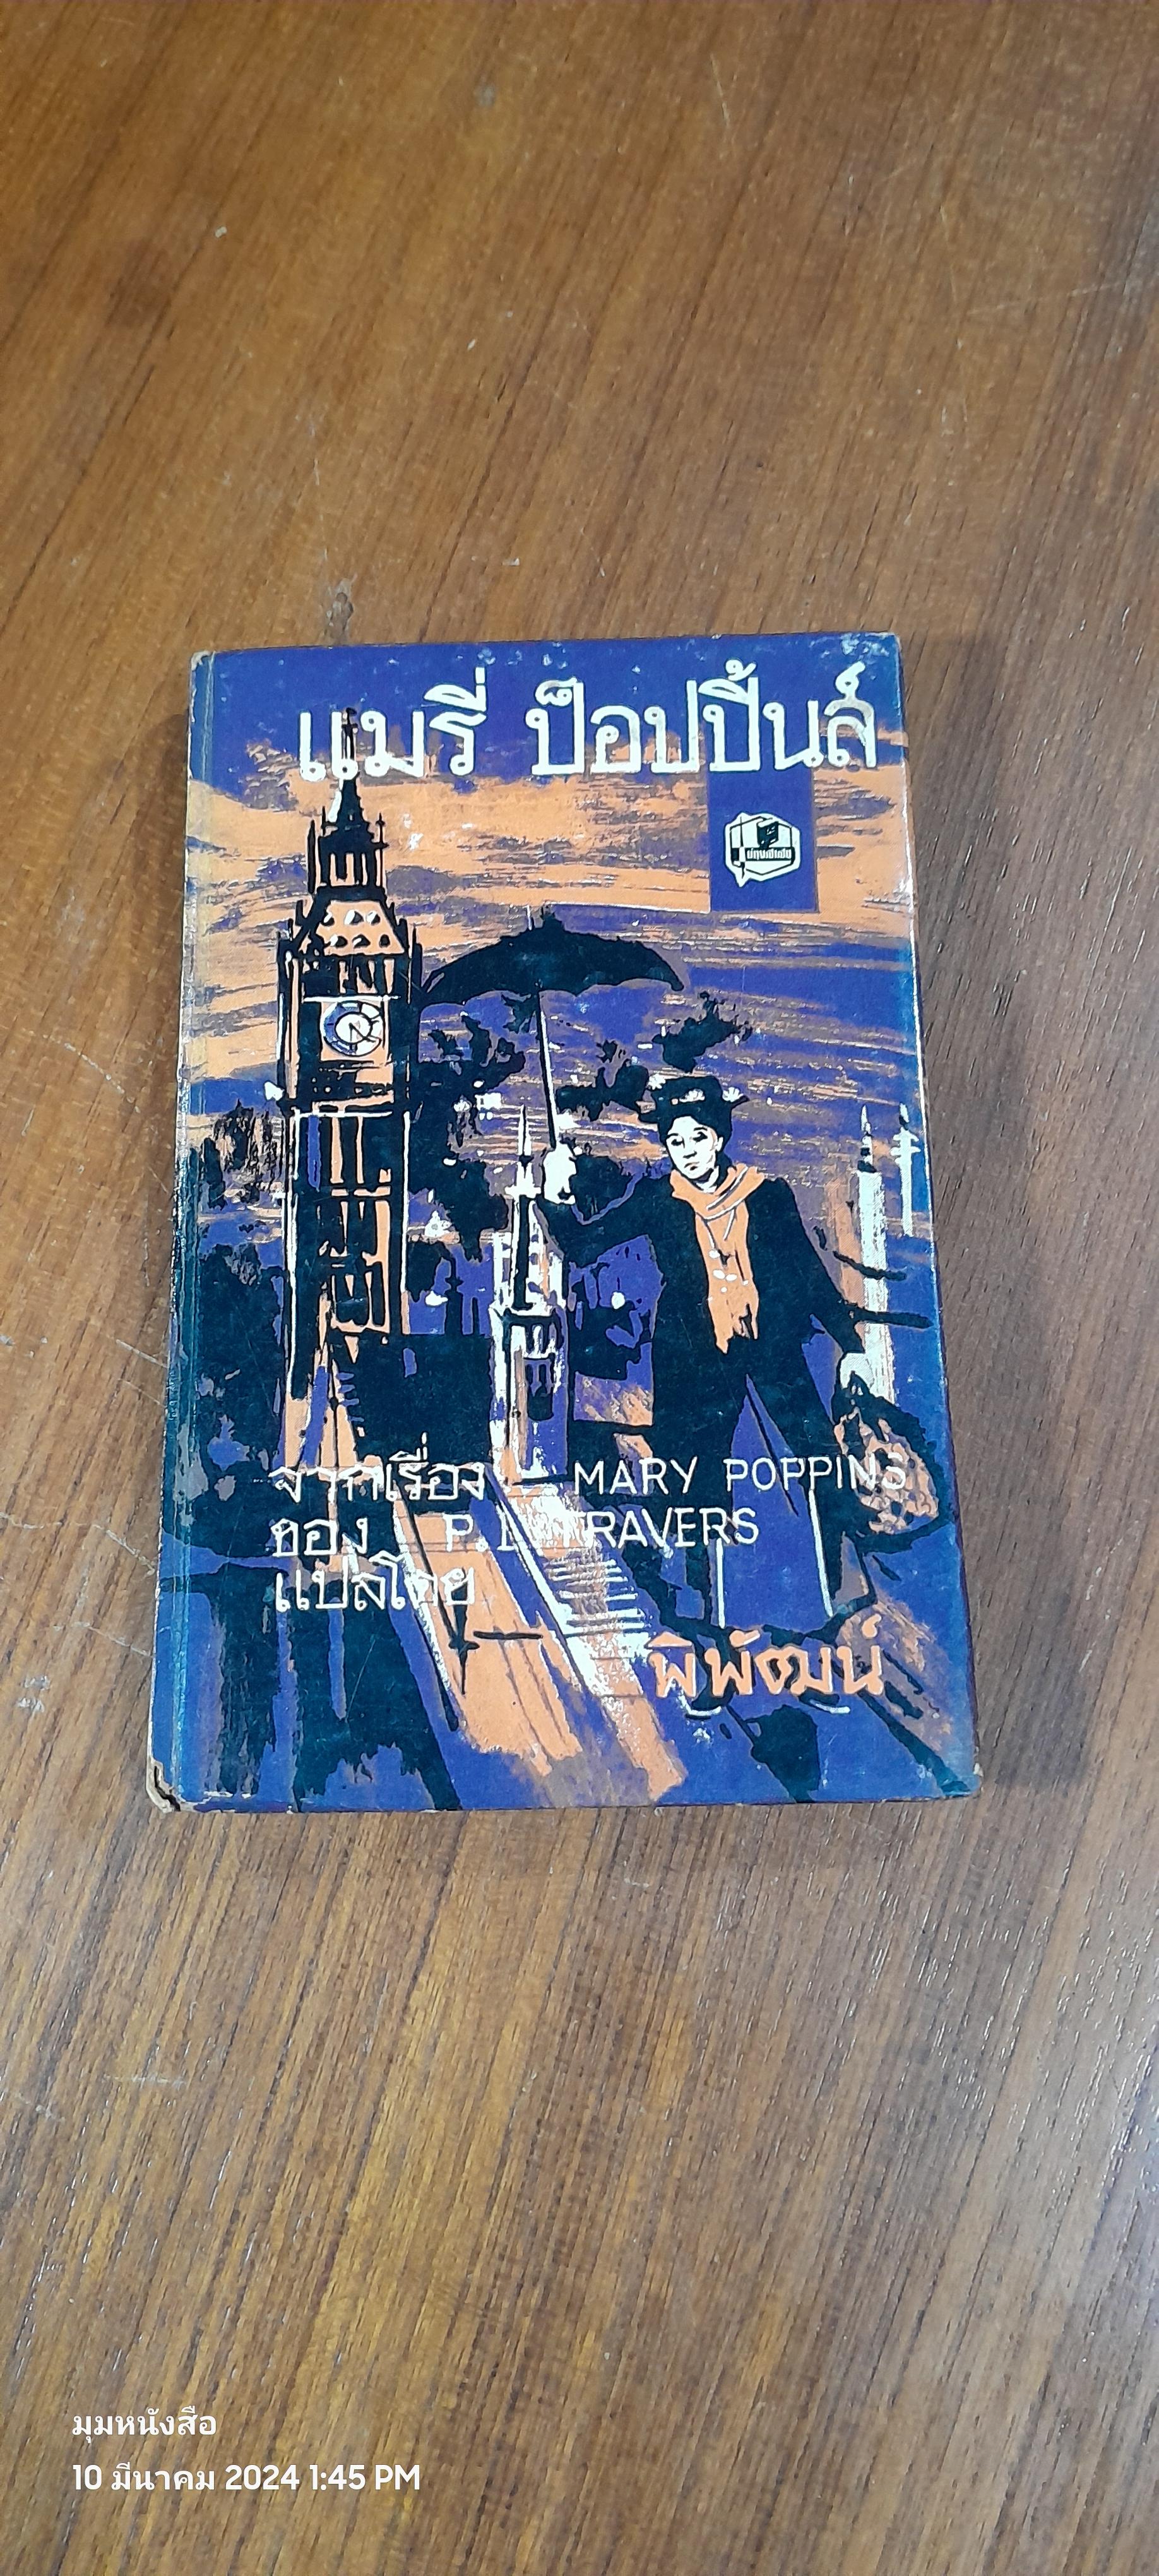 แมรี่ ป็อปปี้นส์
จากเรื่อง MARY POPPINS
ของ P.L. TRAVERS
แปลโดย
พิพัฒน์
มุมหนังสือ
10 มีนาคม 2024 1:45 PM